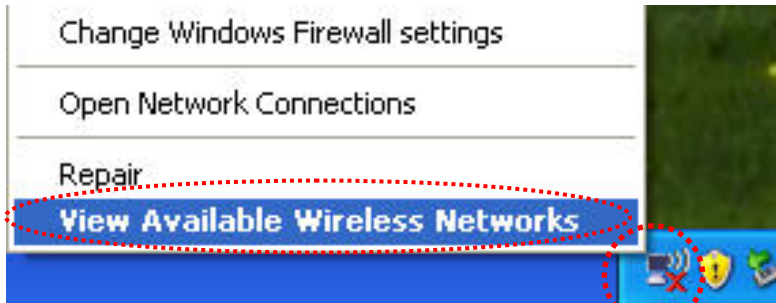 Change Windows Firewall settings
Open Network Connections
Repair
View Available Wireless Networks